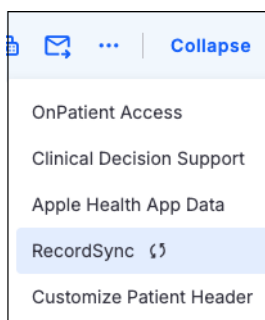 Collapse
OnPatient Access
Clinical Decision Support
Apple Health App Data
RecordSync
Customize Patient Header